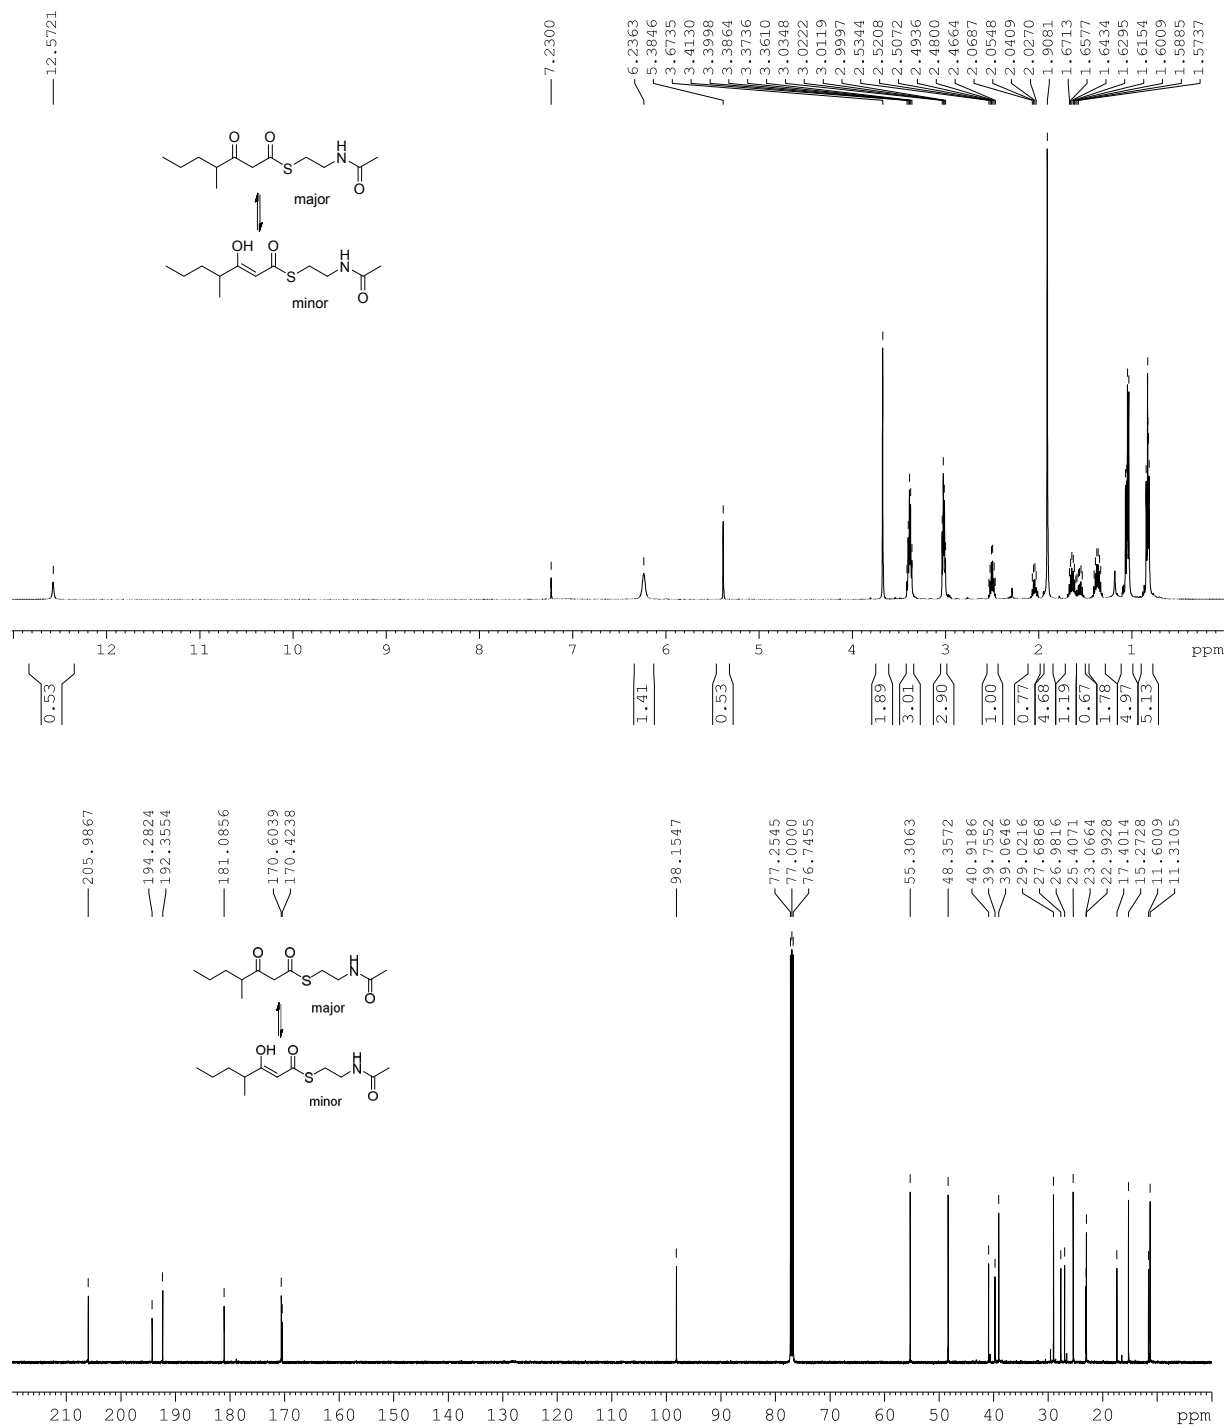 12.5721
7.2300
6.2363
5.3846
3.6735
3.4130
3.3998
3.3864
3.3736
3.3610
3.0348
3.0222
3.0119
2.9997
2.5344
2.5208
2.5072
2.4936
2.4800
2.4664
2.0687
2.0548
2.0409
2.0270
1.9081
1.6713
1.6577
1.6434
1.6295
1.6154
1.6009
1.5885
1.5737
O O
S
H
N
O
major
OH O
S
H
N
O
minor
12 11 10 9 8 7 6 5 4 3 2 1 ppm
0.53
1.41
0.53
1.89
3.01
2.90
1.00
0.77
4.68
1.19
0.67
1.78
4.97
5.13
205.9867
194.2824
192.3554
181.0856
170.6039
170.4238
98.1547
77.2545
77.0000
76.7455
55.3063
48.3572
40.9186
39.7552
39.0646
29.0216
27.6868
26.9816
25.4071
23.0664
22.9928
17.4014
15.2728
11.6009
11.3105
O O
S
H
N
O
major
OH O
S
H
N
O
minor
210 200 190 180 170 160 150 140 130 120 110 100 90 80 70 60 50 40 30 20 ppm